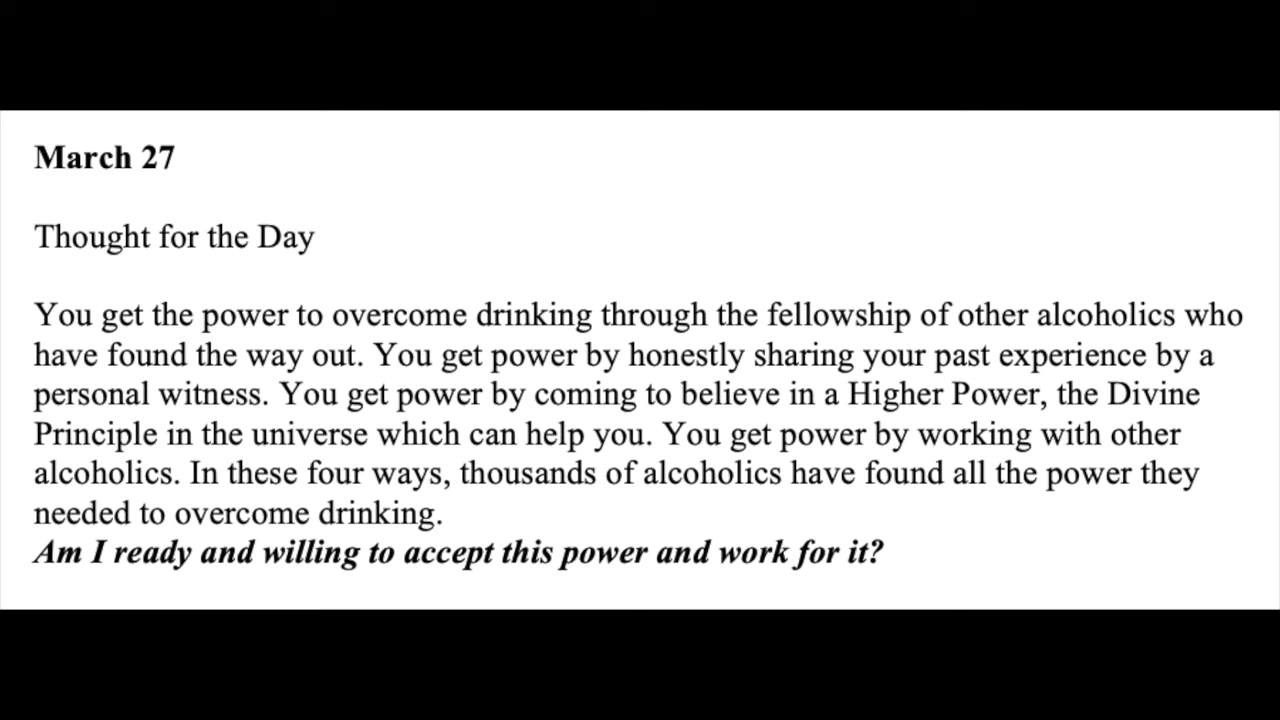 March 27
Thought for the Day
You get the power to overcome drinking through the fellowship of other alcoholics who
have found the way out. You get power by honestly sharing your past experience by a
personal witness. You get power by coming to believe in a Higher Power, the Divine
Principle in the universe which can help you. You get power by working with other
alcoholics. In these four ways, thousands of alcoholics have found all the power they
needed to overcome drinking.
Am I ready and willing to accept this power and work for it?